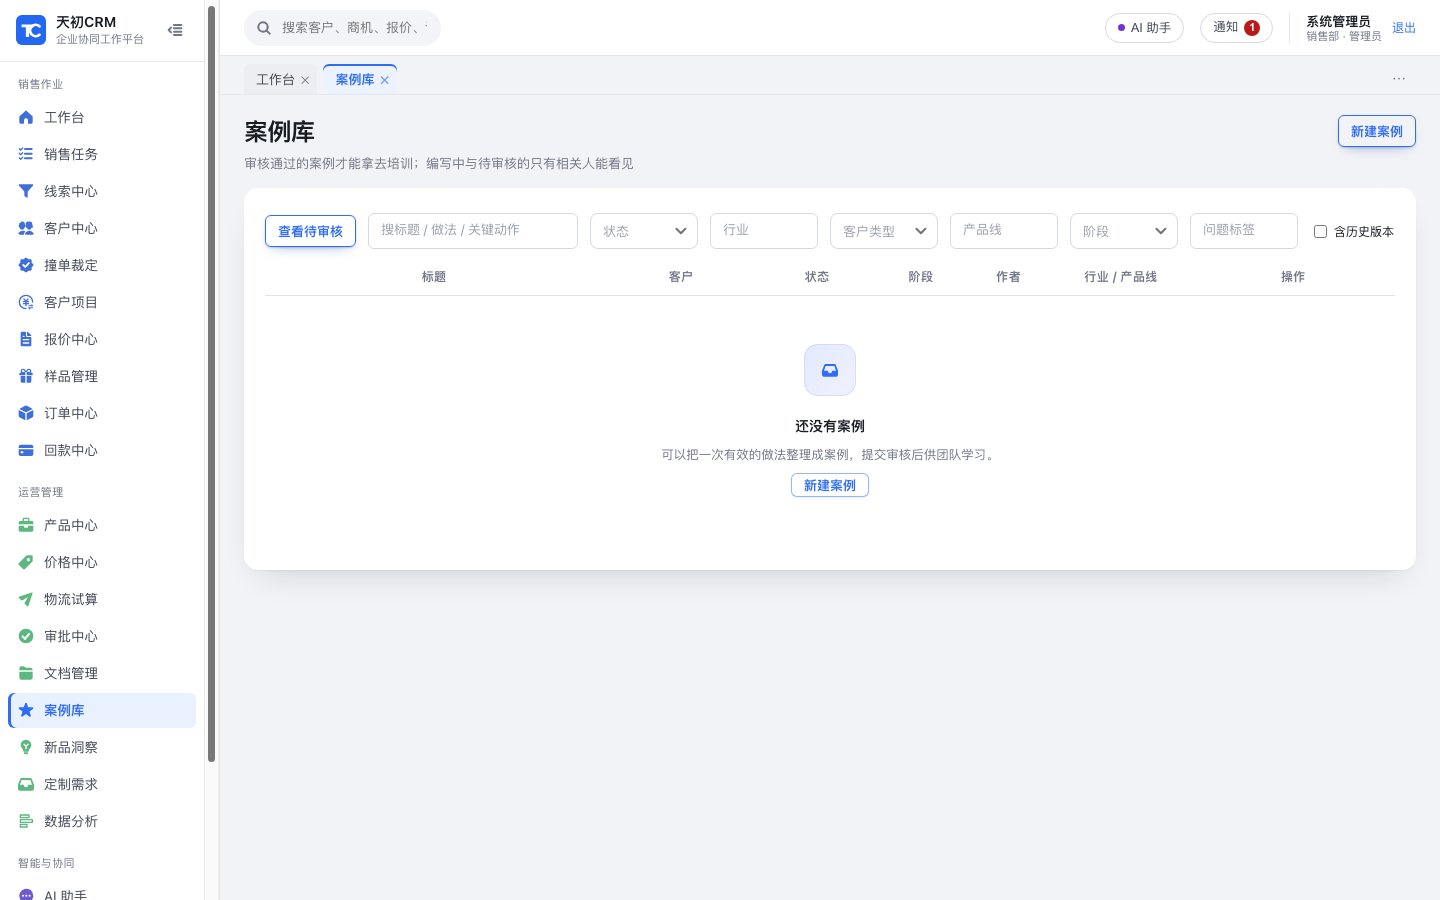 天初CRM
企业协同工作平台
搜索客户、商机、报价、
AI 助手
通知 1
系统管理员
销售部 · 管理员
退出
销售作业
工作台
销售任务
线索中心
客户中心
撞单裁定
客户项目
报价中心
样品管理
订单中心
回款中心
运营管理
产品中心
价格中心
物流试算
审批中心
文档管理
案例库
新品洞察
定制需求
数据分析
智能与协同
AI 助手
工作台
案例库
案例库
新建案例
审核通过的案例才能拿去培训；编写中与待审核的只有相关人能看见
查看待审核
搜标题 / 做法 / 关键动作
状态
行业
客户类型
产品线
阶段
问题标签
含历史版本
标题 客户 状态 阶段 作者 行业 / 产品线 操作
还没有案例
可以把一次有效的做法整理成案例，提交审核后供团队学习。
新建案例